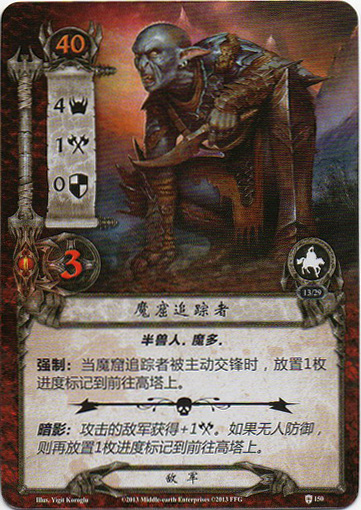 40
4
1
0
3
13/29
魔窟追踪者
半兽人. 魔多.
强制：当魔窟追踪者被主动交锋时，放置1枚
进度标记到前往高塔上。
暗影：攻击的敌军获得+1。如果无人防御，
则再放置1枚进度标记到前往高塔上。
敌军
Illus. Yigit Koroglu
©2013 Middle-earth Enterprises ©2013 FFG
150